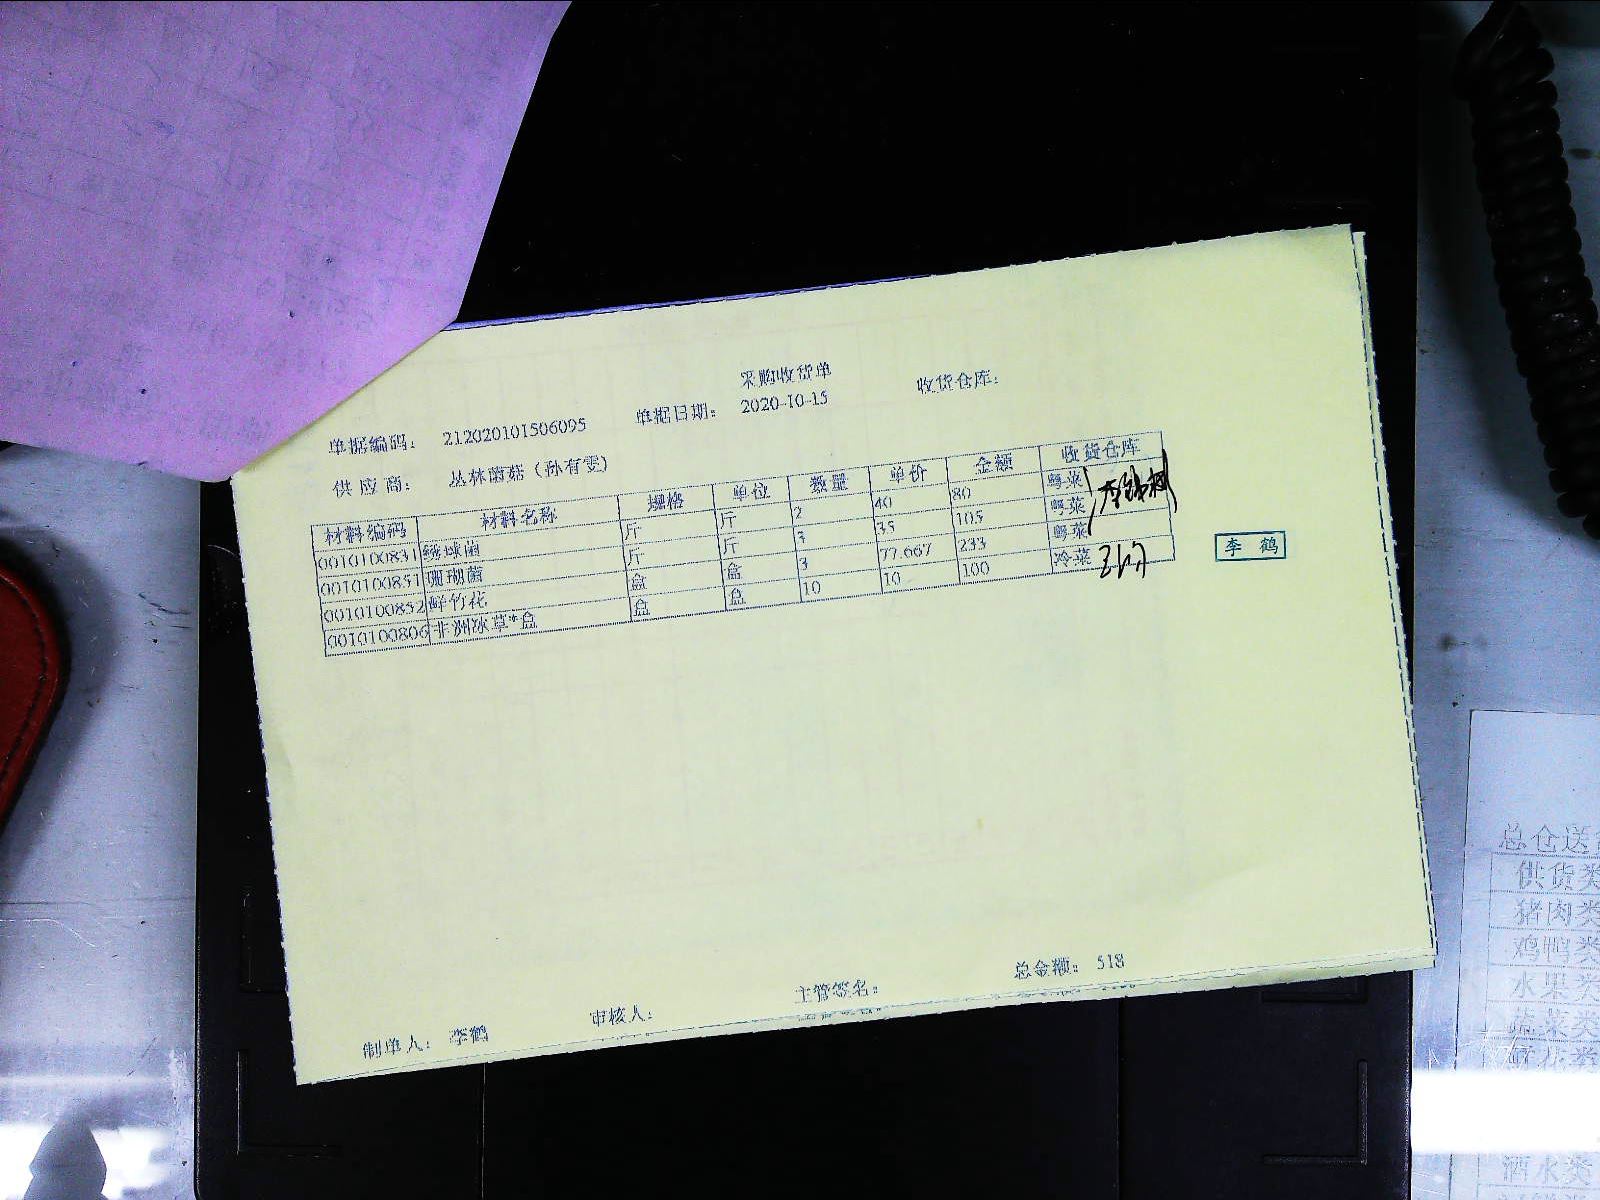 采购收货单
单据编码： 212020101506095 单据日期： 2020-10-15 收货仓库：
供应商： 丛林菌菇（孙有雯）
材料编码 材料名称 规格 单位 数量 单价 金额 收货仓库
0010100831 绣球菌 斤 斤 2 40 80 粤菜
0010100851 珊瑚菌 斤 斤 3 35 105 粤菜
0010100852 鲜竹花 盒 盒 3 77.667 233 粤菜
0010100806 非洲冰草*盒 盒 盒 10 10 100 冷菜
李鹤
总金额： 518
制单人： 李鹤 审核人： 主管签名：
总仓送
供货类
猪肉类
鸡鸭类
水果类
蔬菜类
酒水类